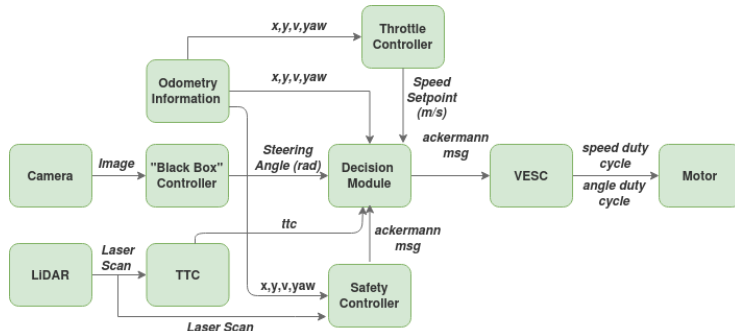 x,y,v,yaw
Throttle
Controller
Odometry
Information
x,y,v,yaw
Speed
Setpoint
(m/s)
Camera
Image
"Black Box"
Controller
Steering
Angle (rad)
Decision
Module
ackermann
msg
VESC
speed duty
cycle
angle duty
cycle
Motor
LiDAR
Laser
Scan
TTC
ttc
ackermann
msg
x,y,v,yaw
Safety
Controller
Laser Scan